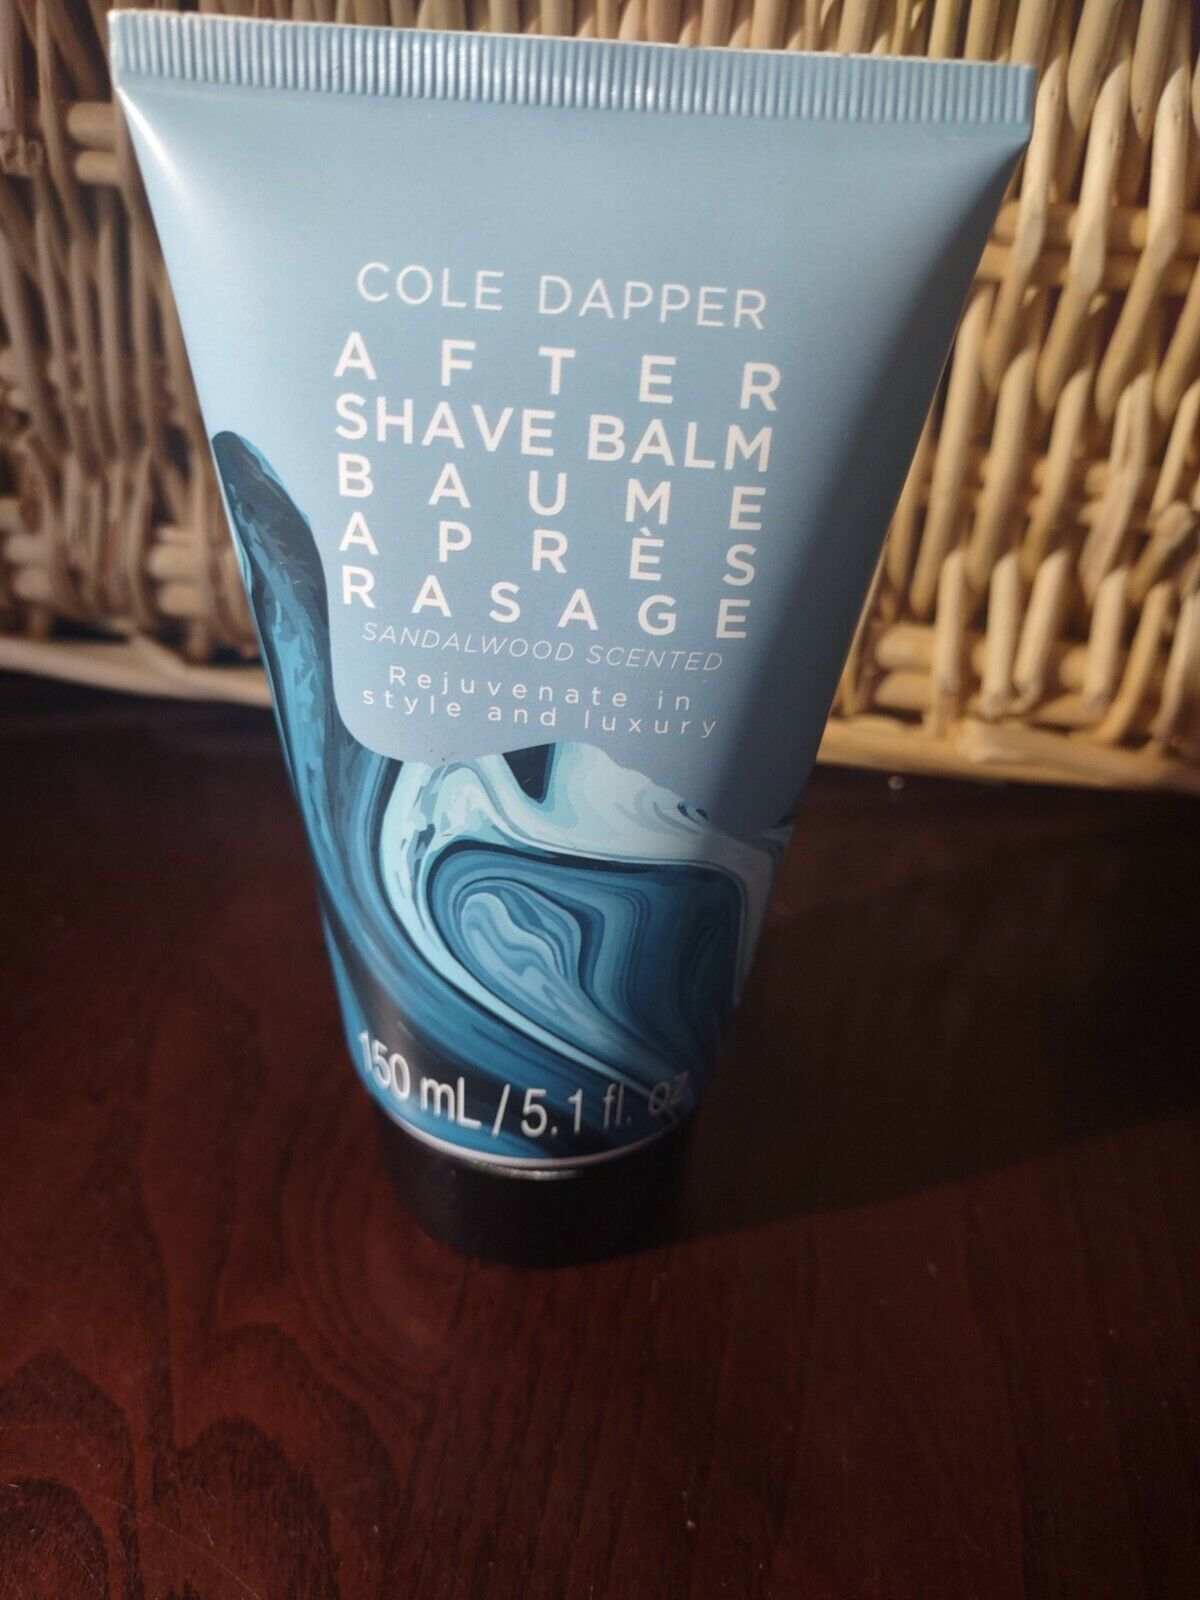 COLE DAPPER
AFTER
SHAVE BALM
BAUME
APRÈS
RASAGE
SANDALWOOD SCENTED
Rejuvenate in
style and luxury
150 mL / 5.1 fl. oz